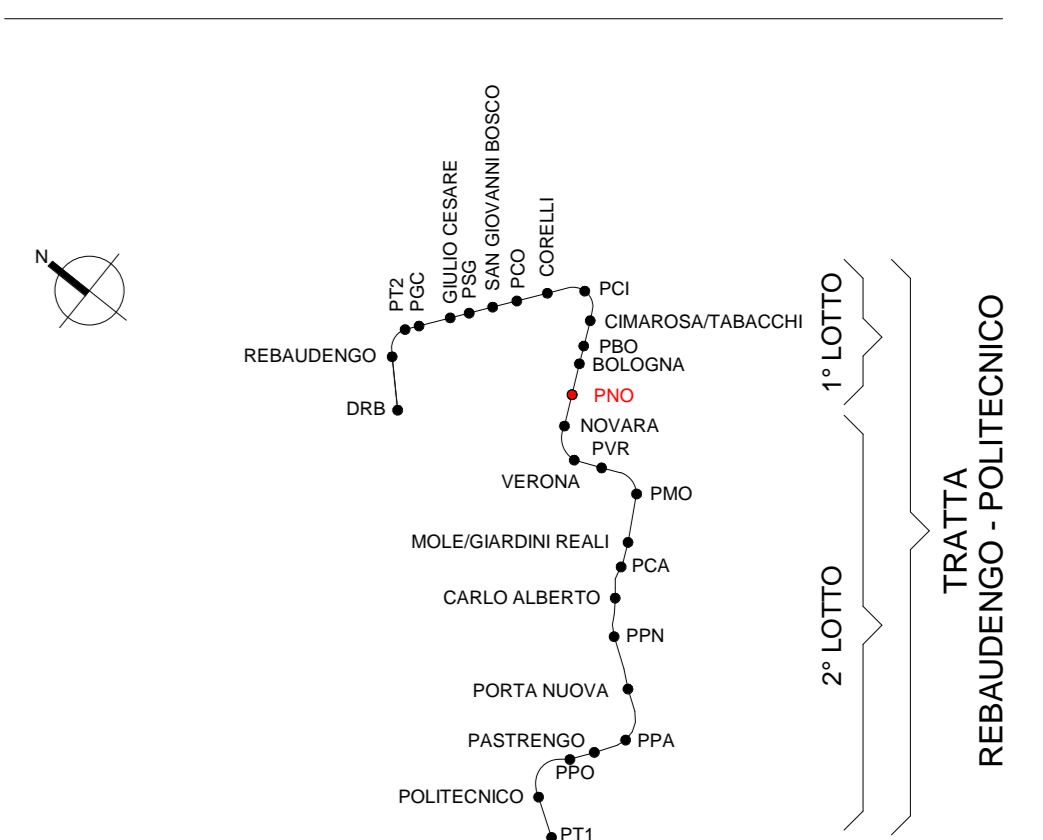 N
PT2
PGC
GIULIO CESARE
PSG
SAN GIOVANNI BOSCO
PCO
CORELLI
PCI
CIMAROSA/TABACCHI
PBO
BOLOGNA
REBAUDENGO
DRB
PNO
NOVARA
PVR
VERONA
PMO
MOLE/GIARDINI REALI
PCA
CARLO ALBERTO
PPN
PORTA NUOVA
PASTRENGO
PPA
PPO
POLITECNICO
PT1
1° LOTTO
2° LOTTO
TRATTA
REBAUDENGO - POLITECNICO